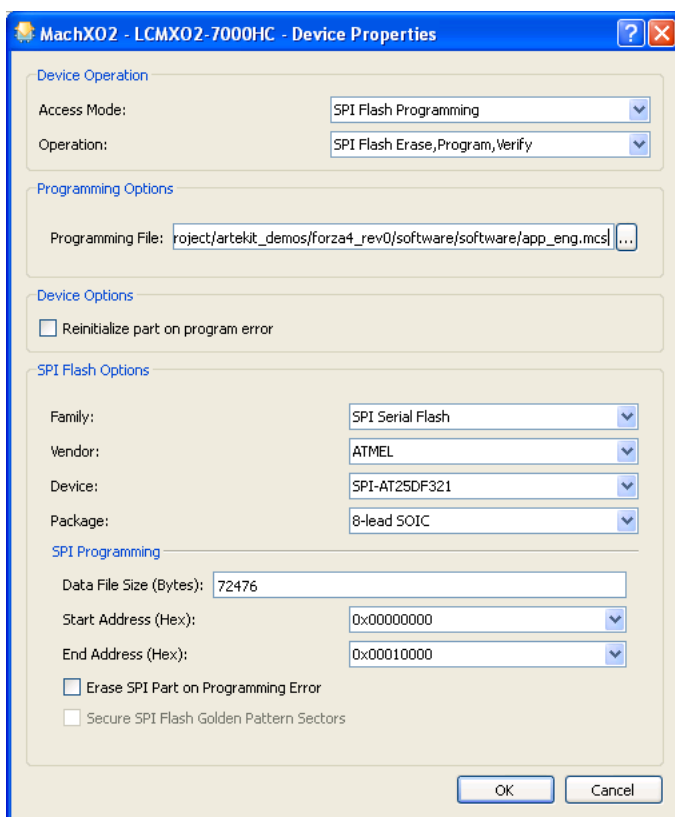 MachXO2 - LCMXO2-7000HC - Device Properties
Device Operation
Access Mode: SPI Flash Programming
Operation: SPI Flash Erase,Program,Verify
Programming Options
Programming File: roject/artekit_demos/forza4_rev0/software/software/app_eng.mcs ...
Device Options
Reinitialize part on program error
SPI Flash Options
Family: SPI Serial Flash
Vendor: ATMEL
Device: SPI-AT25DF321
Package: 8-lead SOIC
SPI Programming
Data File Size (Bytes): 72476
Start Address (Hex): 0x00000000
End Address (Hex): 0x00010000
Erase SPI Part on Programming Error
Secure SPI Flash Golden Pattern Sectors
OK Cancel